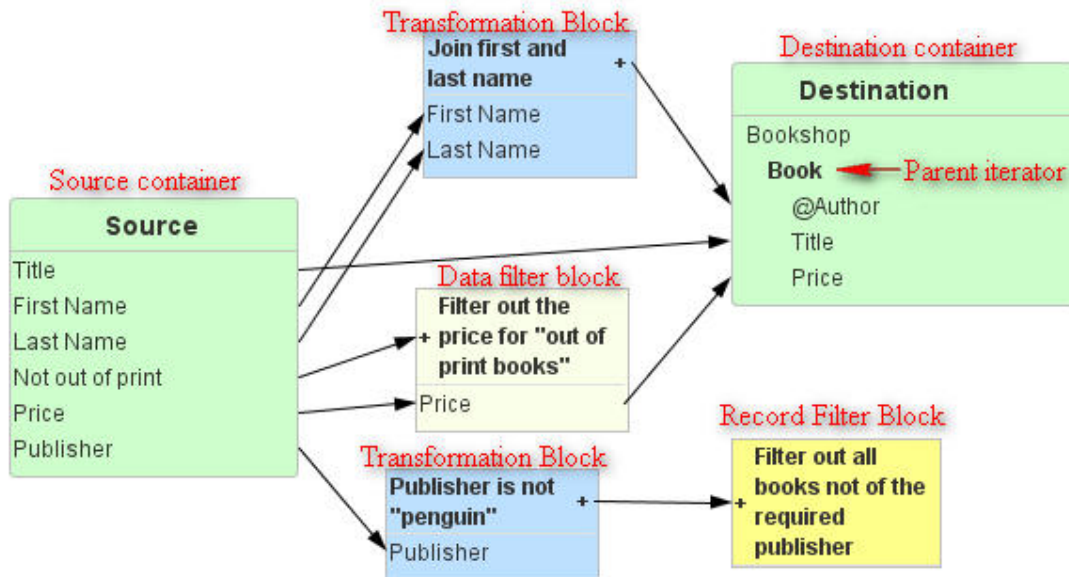 Transformation Block
Join first and
last name
+
First Name
Last Name
Destination container
Destination
Bookshop
Book
Parent iterator
@Author
Title
Price
Source container
Source
Title
First Name
Last Name
Not out of print
Price
Publisher
Data filter block
Filter out the
+ price for "out of
print books"
Price
Transformation Block
Publisher is not
"penguin"
+
Publisher
Record Filter Block
Filter out all
books not of the
+
required
publisher